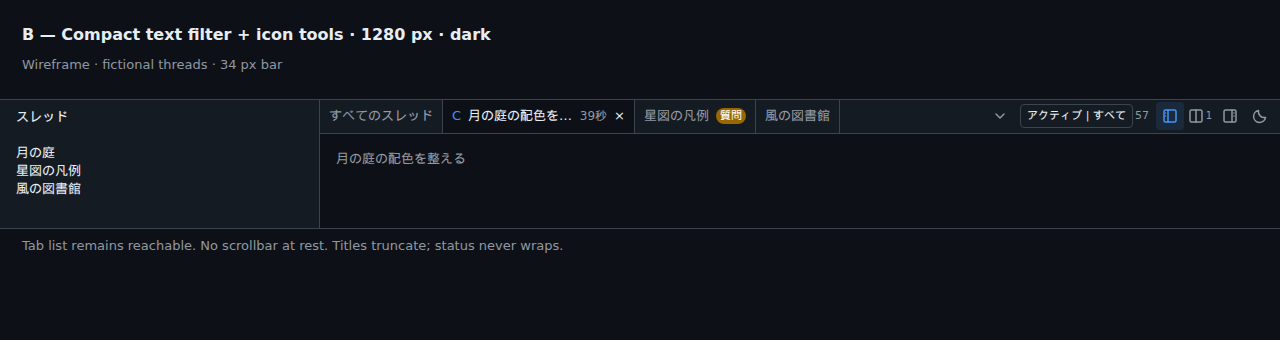 B — Compact text filter + icon tools · 1280 px · dark
Wireframe · fictional threads · 34 px bar
スレッド
すべてのスレッド C 月の庭の配色を… 39秒 × 星図の凡例 質問 風の図書館 アクティブ | すべて 57 1
月の庭
星図の凡例
風の図書館
月の庭の配色を整える
Tab list remains reachable. No scrollbar at rest. Titles truncate; status never wraps.